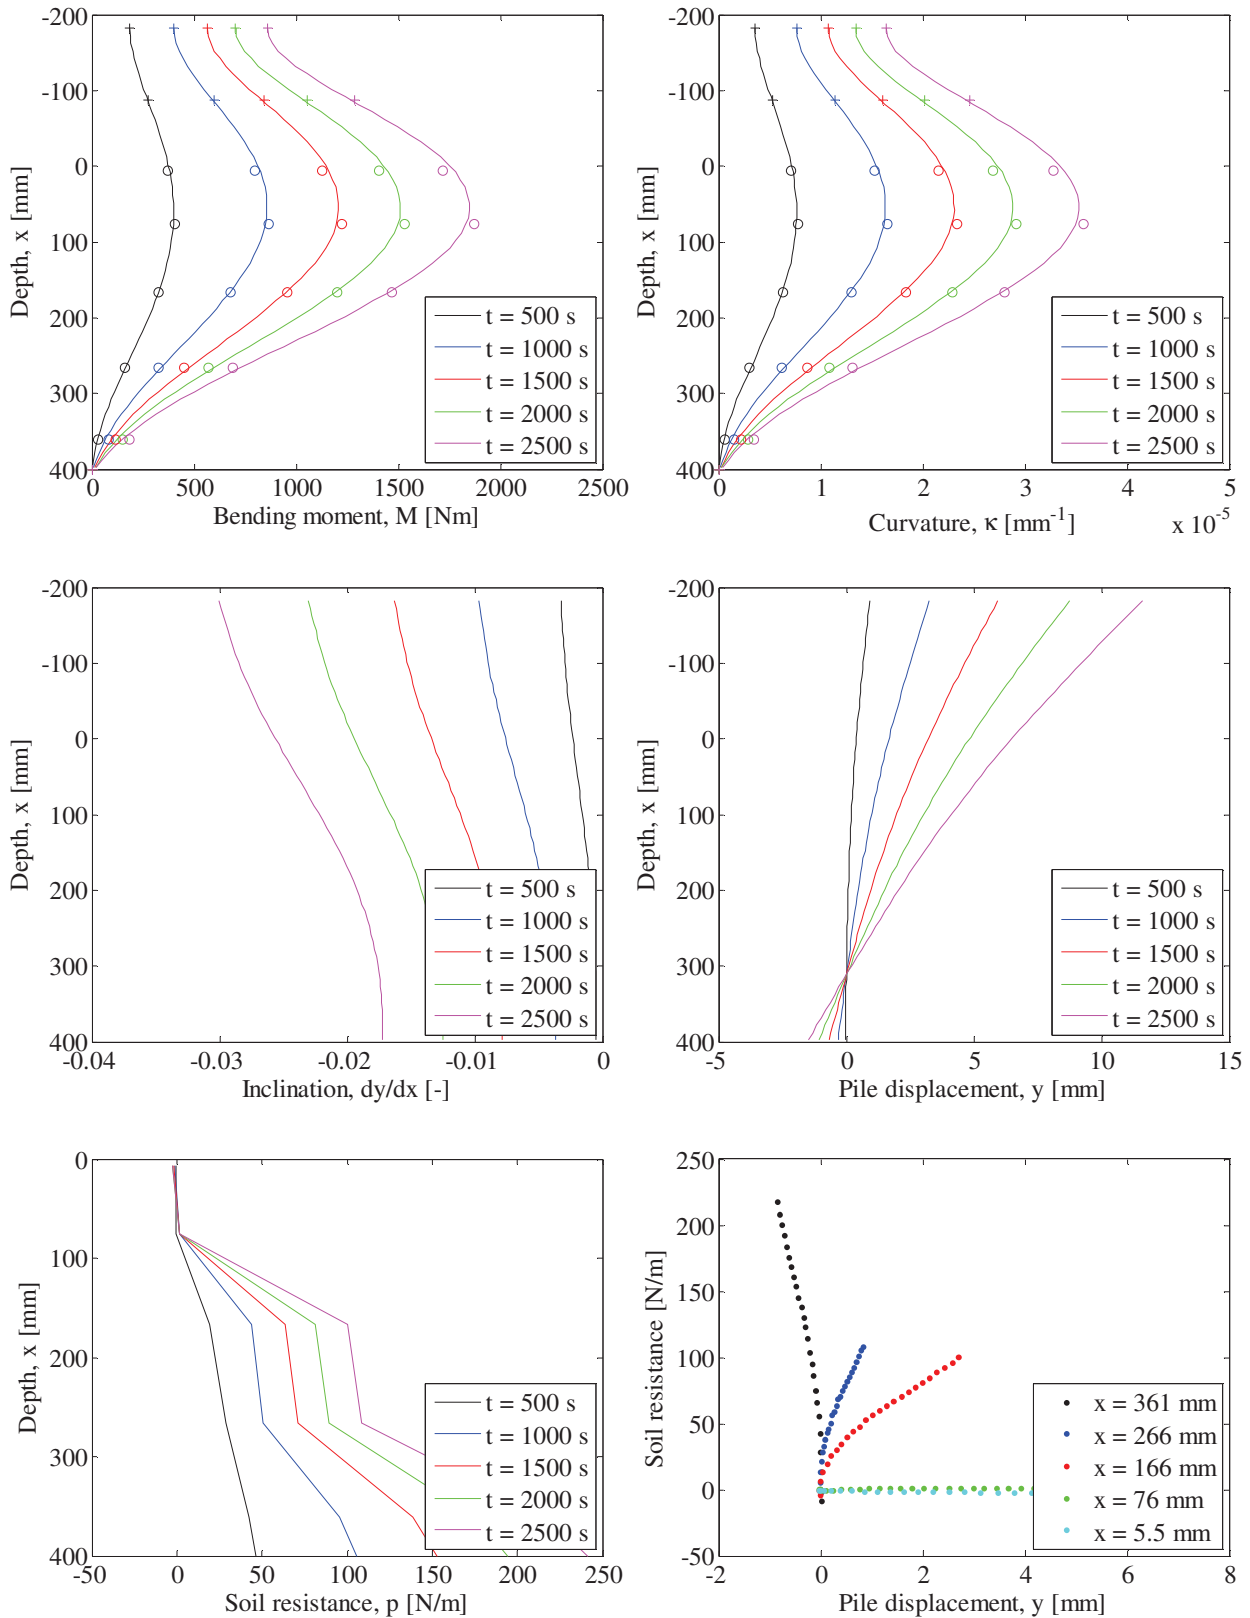 -200
-100
0
100
200
300
400
0
500
1000
1500
2000
2500
Depth, x [mm]
Bending moment, M [Nm]
t = 500 s
t = 1000 s
t = 1500 s
t = 2000 s
t = 2500 s
-200
-100
0
100
200
300
400
0
1
2
3
4
5
x 10^-5
Depth, x [mm]
Curvature, κ [mm^-1]
t = 500 s
t = 1000 s
t = 1500 s
t = 2000 s
t = 2500 s
-200
-100
0
100
200
300
400
-0.04
-0.03
-0.02
-0.01
0
Depth, x [mm]
Inclination, dy/dx [-]
t = 500 s
t = 1000 s
t = 1500 s
t = 2000 s
t = 2500 s
-200
-100
0
100
200
300
400
-5
0
5
10
15
Depth, x [mm]
Pile displacement, y [mm]
t = 500 s
t = 1000 s
t = 1500 s
t = 2000 s
t = 2500 s
0
100
200
300
400
-50
0
50
100
150
200
250
Depth, x [mm]
Soil resistance, p [N/m]
t = 500 s
t = 1000 s
t = 1500 s
t = 2000 s
t = 2500 s
250
200
150
100
50
0
-50
-2
0
2
4
6
8
Soil resistance [N/m]
Pile displacement, y [mm]
x = 361 mm
x = 266 mm
x = 166 mm
x = 76 mm
x = 5.5 mm